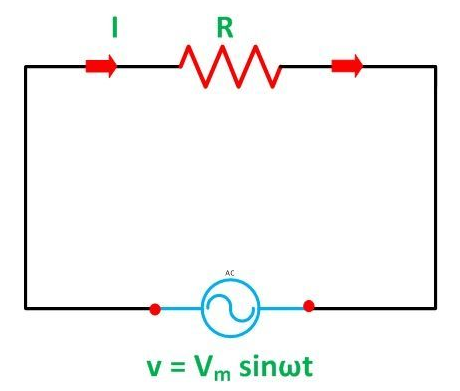 I R
AC
v = Vₘ sinωt